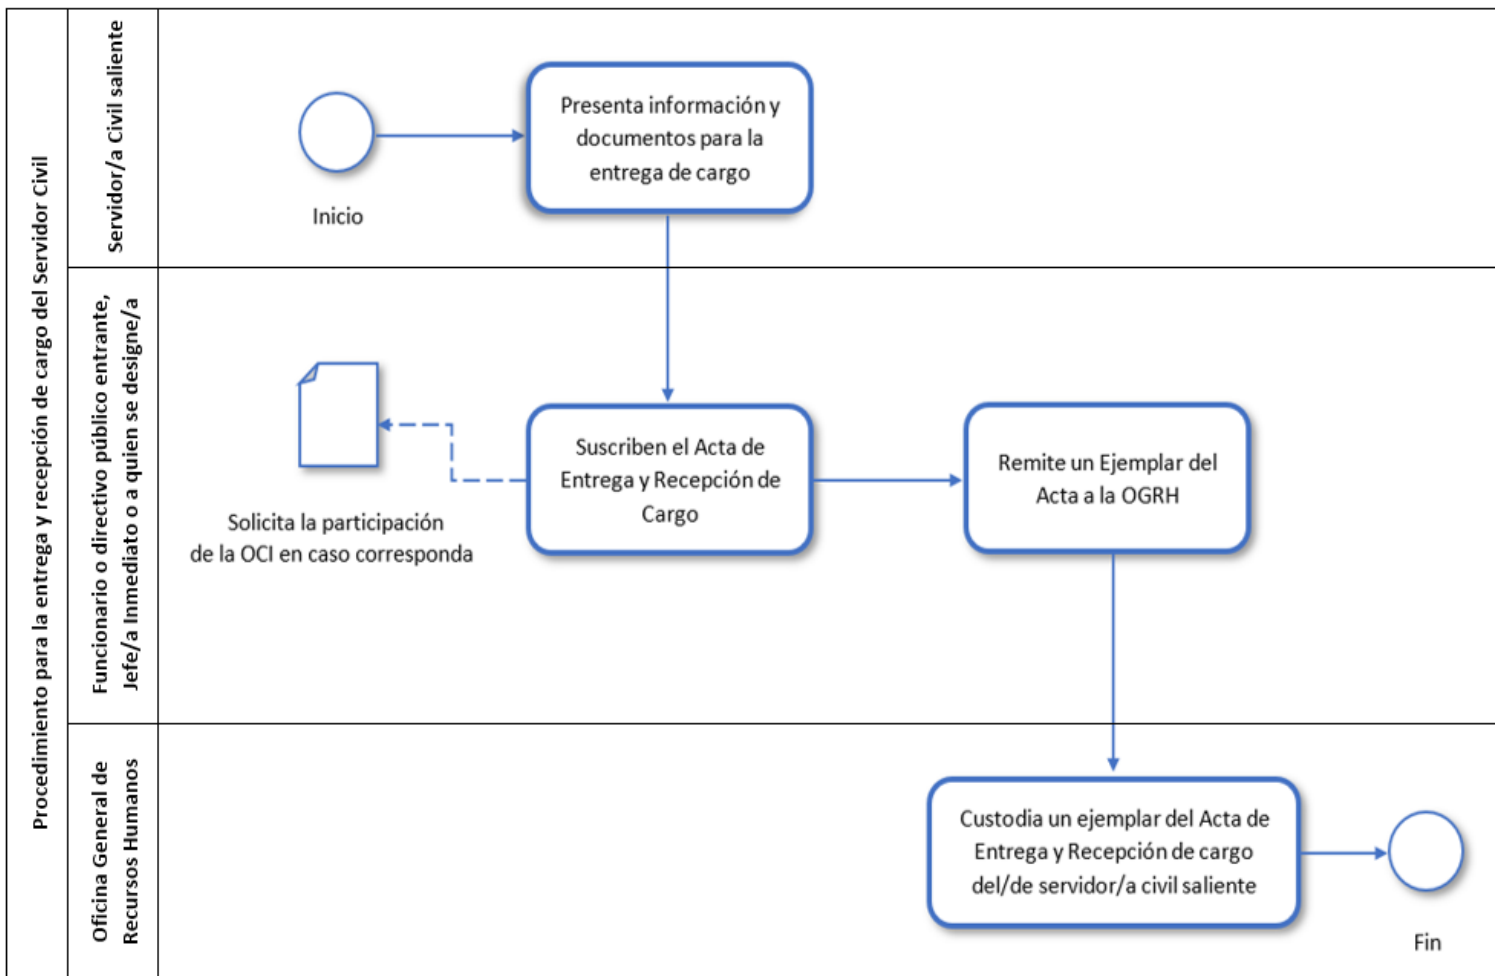 Procedimiento para la entrega y recepción de cargo del Servidor Civil
Servidor/a Civil saliente
Inicio
Presenta información y
documentos para la
entrega de cargo
Funcionario o directivo público entrante,
Jefe/a Inmediato o a quien se designe/a
Solicita la participación
de la OCI en caso corresponda
Suscriben el Acta de
Entrega y Recepción de
Cargo
Remite un Ejemplar del
Acta a la OGRH
Oficina General de
Recursos Humanos
Custodia un ejemplar del Acta de
Entrega y Recepción de cargo
del/de servidor/a civil saliente
Fin